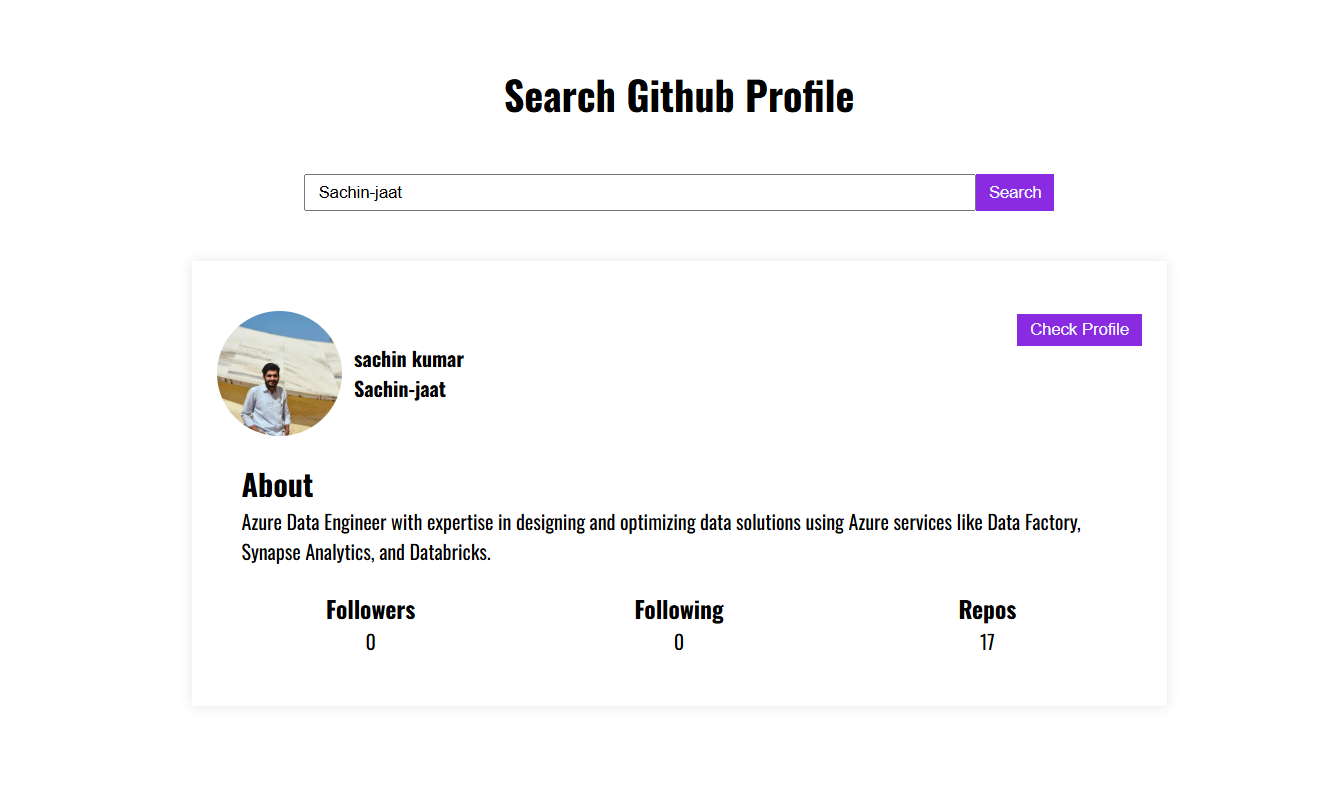 Search Github Profile
Sachin-jaat
Search
Check Profile
sachin kumar
Sachin-jaat
About
Azure Data Engineer with expertise in designing and optimizing data solutions using Azure services like Data Factory,
Synapse Analytics, and Databricks.
Followers
Following
Repos
0
0
17